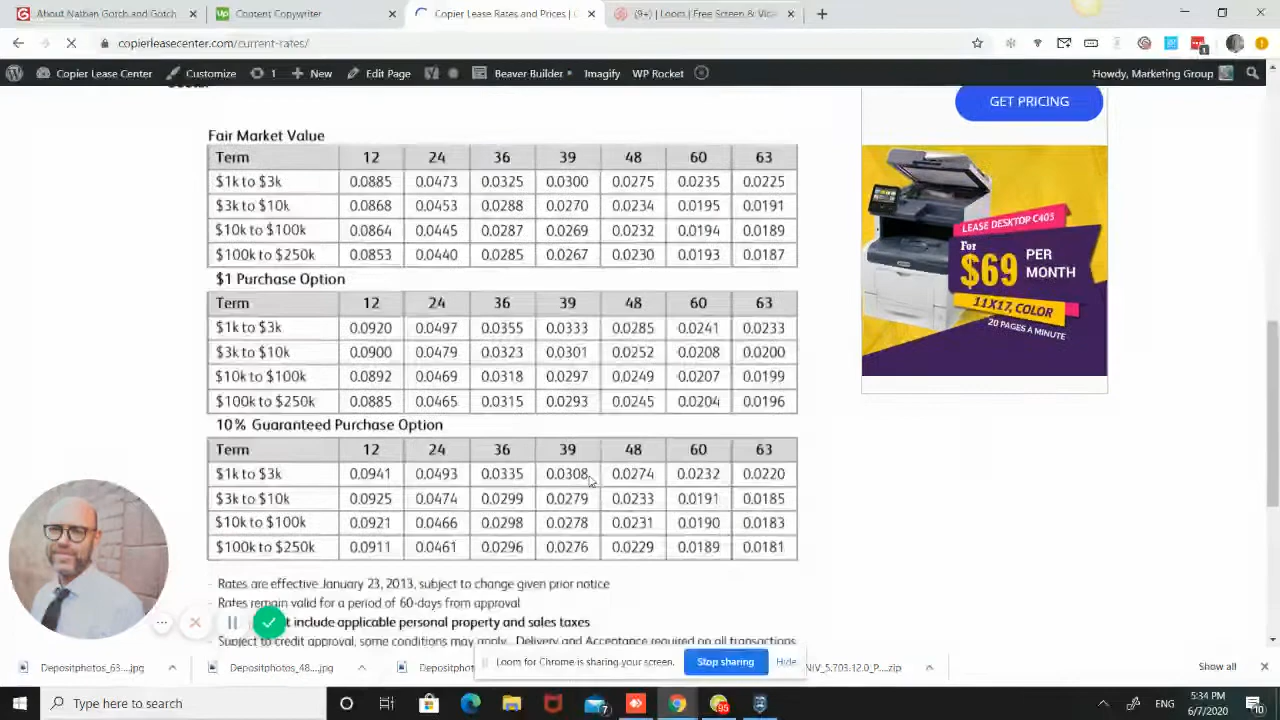 About Nathan Gotch and Gotch
Copywriter
Copier Lease Rates and Prices | C
(9+) | Loom | Free Screen & Vide
copierleasecenter.com/current-rates/
Copier Lease Center
Customize
1
New
Edit Page
Beaver Builder
Imagify
WP Rocket
Howdy, Marketing Group
GET PRICING
Fair Market Value
Term 12 24 36 39 48 60 63
$1k to $3k 0.0885 0.0473 0.0325 0.0300 0.0275 0.0235 0.0225
$3k to $10k 0.0868 0.0453 0.0288 0.0270 0.0234 0.0195 0.0191
$10k to $100k 0.0864 0.0445 0.0287 0.0269 0.0232 0.0194 0.0189
$100k to $250k 0.0853 0.0440 0.0285 0.0267 0.0230 0.0193 0.0187
$1 Purchase Option
Term 12 24 36 39 48 60 63
$1k to $3k 0.0920 0.0497 0.0355 0.0333 0.0285 0.0241 0.0233
$3k to $10k 0.0900 0.0479 0.0323 0.0301 0.0252 0.0208 0.0200
$10k to $100k 0.0892 0.0469 0.0318 0.0297 0.0249 0.0207 0.0199
$100k to $250k 0.0885 0.0465 0.0315 0.0293 0.0245 0.0204 0.0196
10% Guaranteed Purchase Option
Term 12 24 36 39 48 60 63
$1k to $3k 0.0941 0.0493 0.0335 0.0308 0.0274 0.0232 0.0220
$3k to $10k 0.0925 0.0474 0.0299 0.0279 0.0233 0.0191 0.0185
$10k to $100k 0.0921 0.0466 0.0298 0.0278 0.0231 0.0190 0.0183
$100k to $250k 0.0911 0.0461 0.0296 0.0276 0.0229 0.0189 0.0181
LEASE DESKTOP C405
For
$69 PER MONTH
11X17, COLOR
20 PAGES A MINUTE
- Rates are effective January 23, 2013, subject to change given prior notice
- Rates remain valid for a period of 60-days from approval
include applicable personal property and sales taxes
Subject to credit approval, some conditions may apply. Delivery and Acceptance required on all transactions
Loom for Chrome is sharing your screen.
Stop sharing
Hide
Depositphotos_63....jpg
Depositphotos_48....jpg
Depositphot
NIV_5.703.12.0_P....zip
Show all
Type here to search
7
95
ENG
5:34 PM
6/7/2020
10